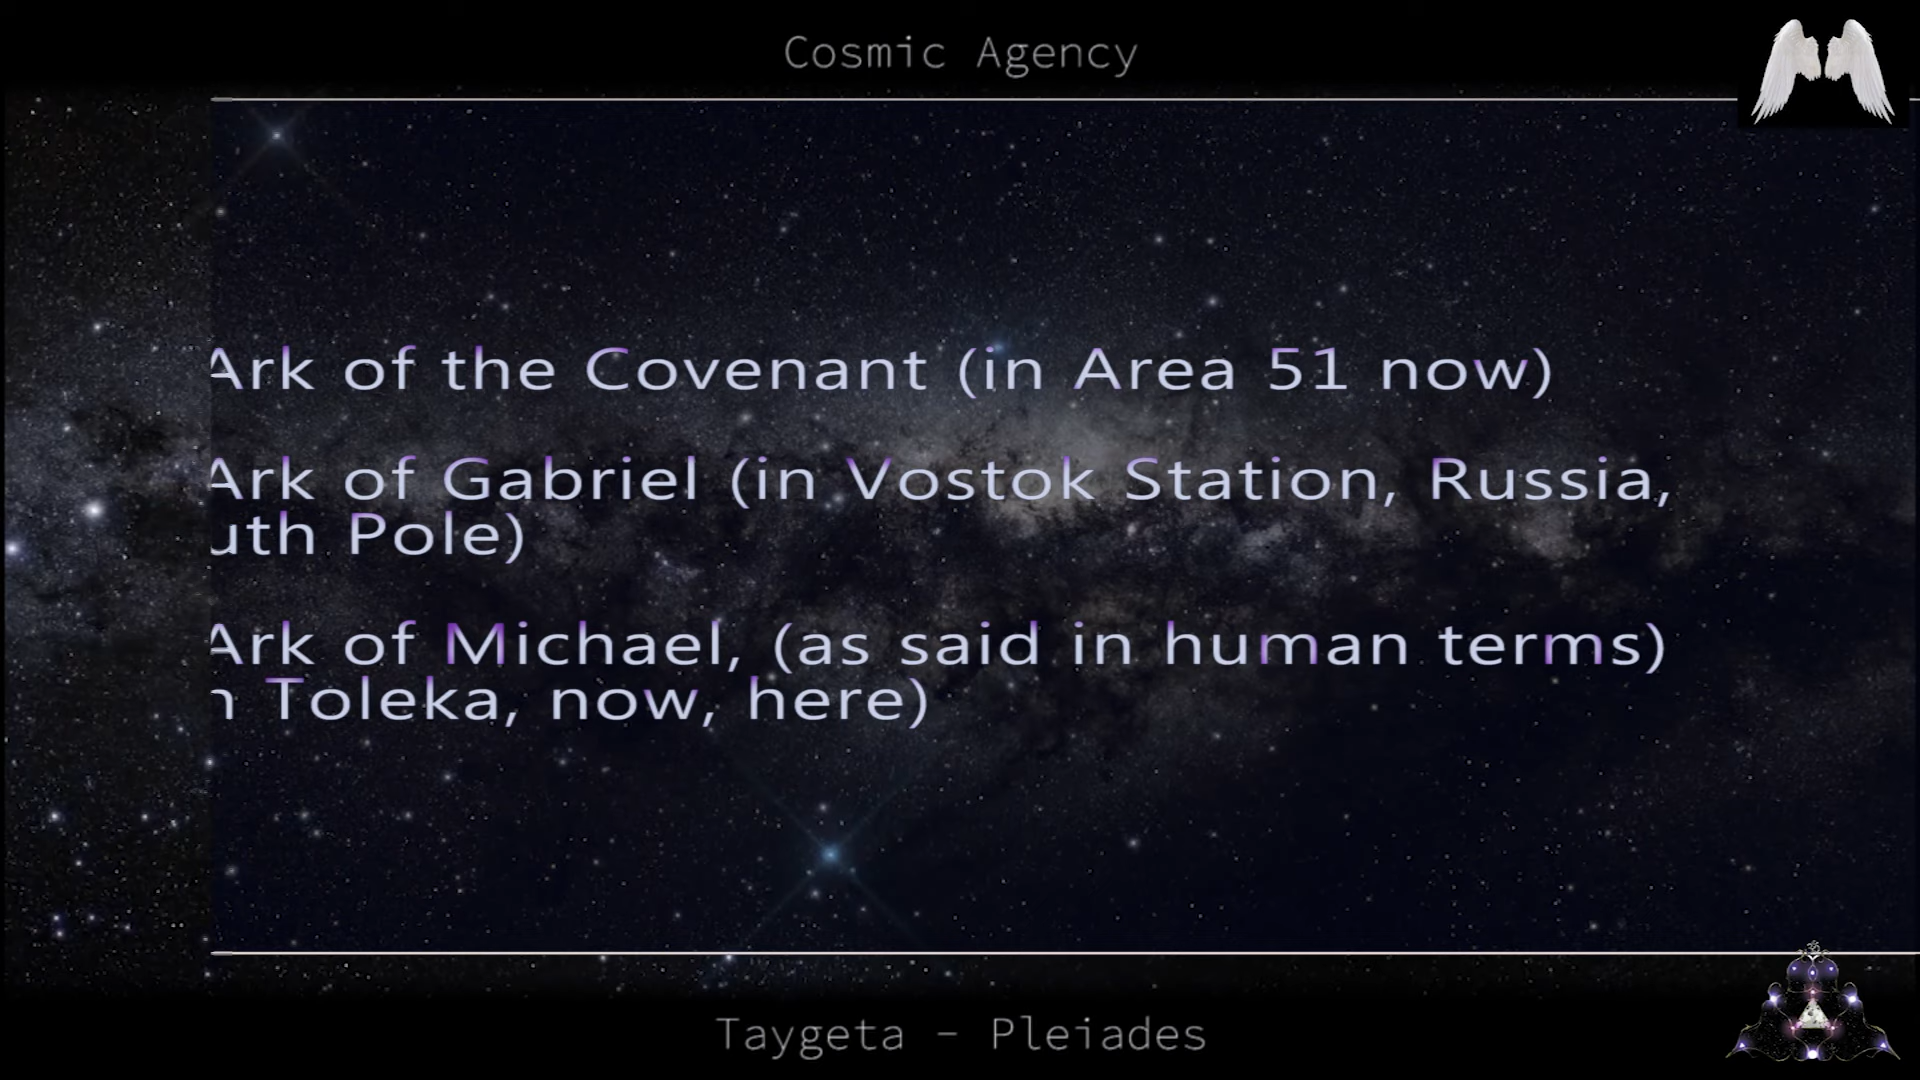 Cosmic Agency
Ark of the Covenant (in Area 51 now)
Ark of Gabriel (in Vostok Station, Russia,
uth Pole)
Ark of Michael, (as said in human terms)
n Toleka, now, here)
Taygeta - Pleiades